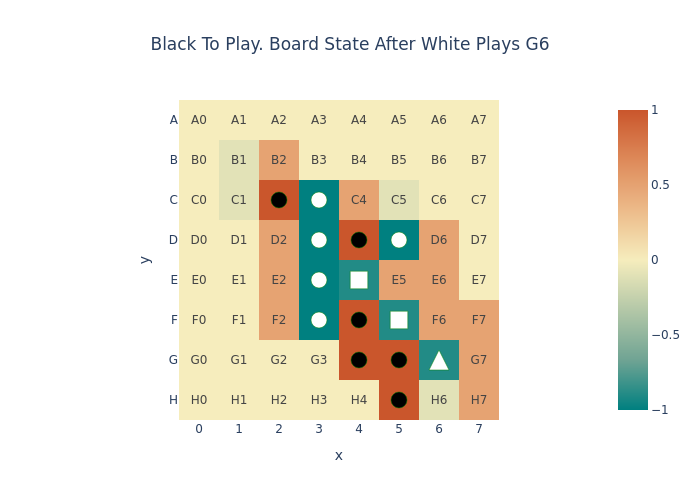 Black To Play. Board State After White Plays G6
A A0 A1 A2 A3 A4 A5 A6 A7
B B0 B1 B2 B3 B4 B5 B6 B7
C C0 C1 C4 C5 C6 C7
D D0 D1 D2 D6 D7
E E0 E1 E2 E5 E6 E7
F F0 F1 F2 F6 F7
G G0 G1 G2 G3 G7
H H0 H1 H2 H3 H4 H6 H7
0 1 2 3 4 5 6 7
x
y
1
0.5
0
−0.5
−1